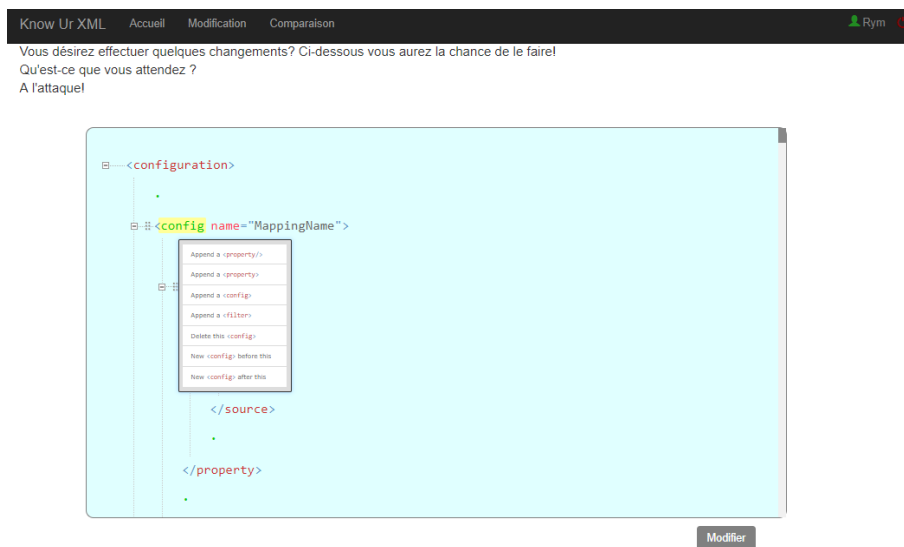 Know Ur XML Accueil Modification Comparaison Rym
Vous désirez effectuer quelques changements? Ci-dessous vous aurez la chance de le faire!
Qu'est-ce que vous attendez ?
A l'attaque!
<configuration>
<config name="MappingName">
Append a <property/>
Append a <property>
Append a <config>
Append a <filter>
Delete this <config>
New <config> before this
New <config> after this
</source>
</property>
Modifier